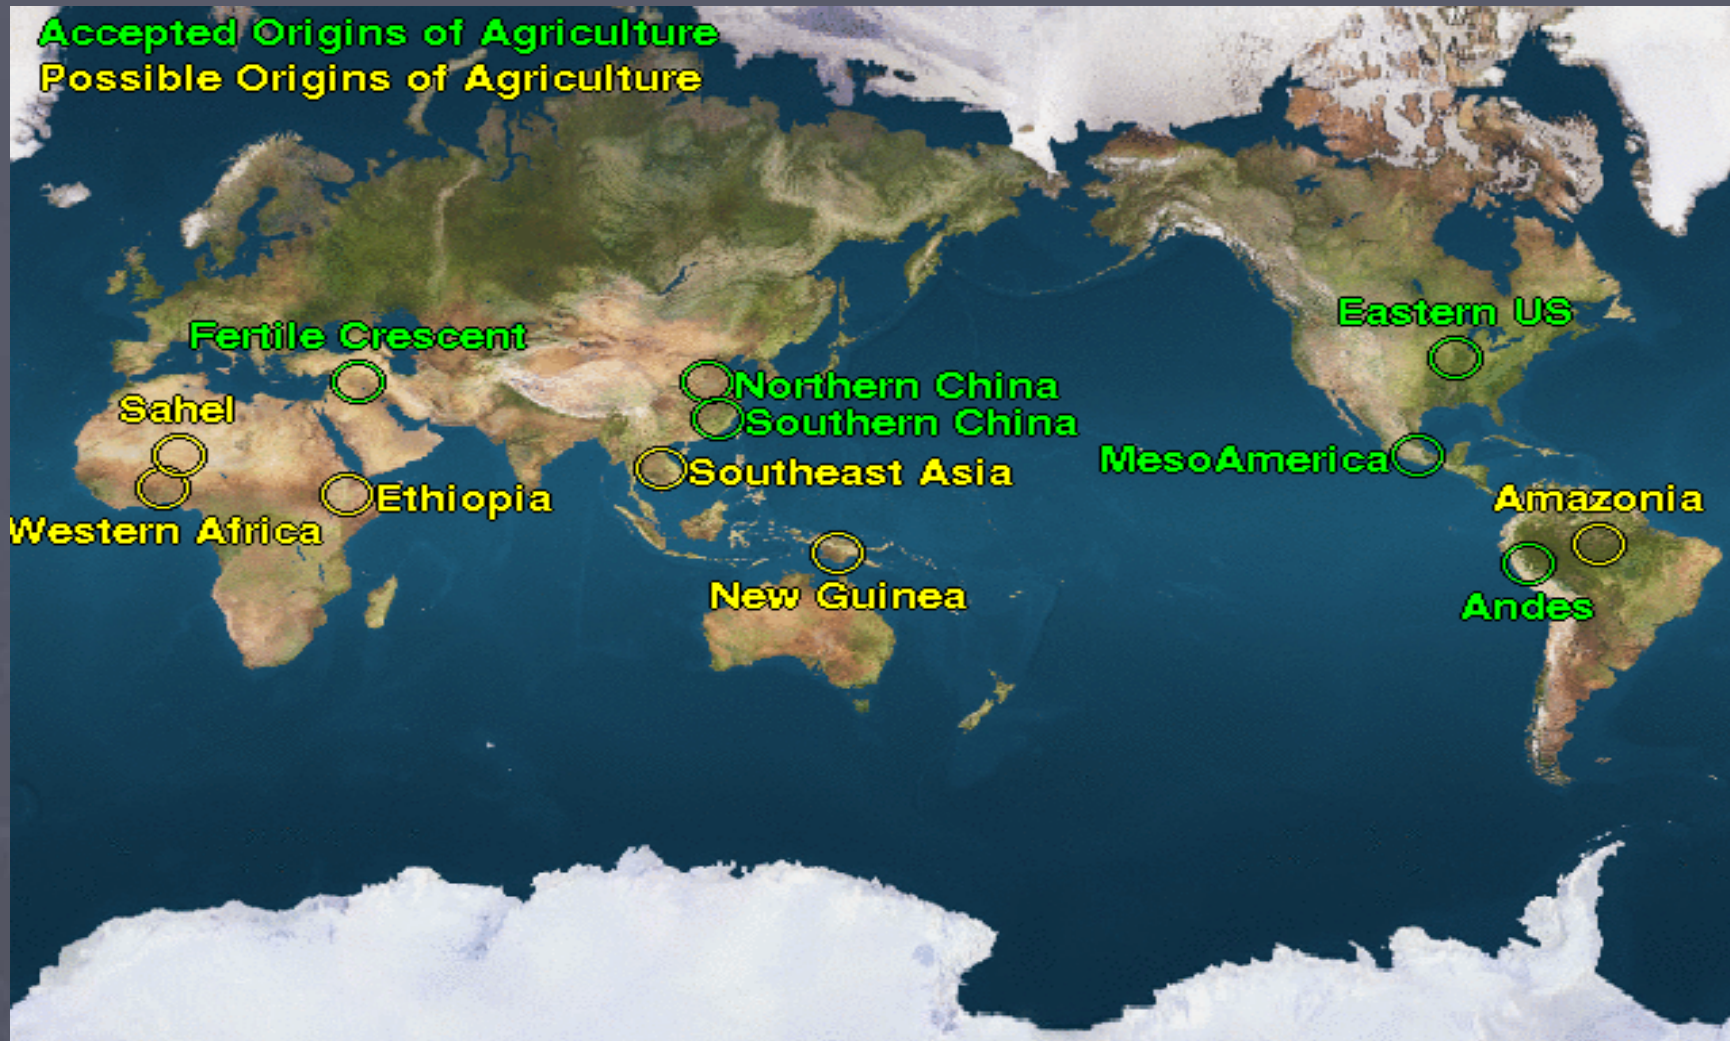 Accepted Origins of Agriculture
Possible Origins of Agriculture
Eastern US
Fertile Crescent
Northern China
Sahel
Southern China
MesoAmerica
Southeast Asia
Ethiopia
Amazonia
Western Africa
New Guinea
Andes